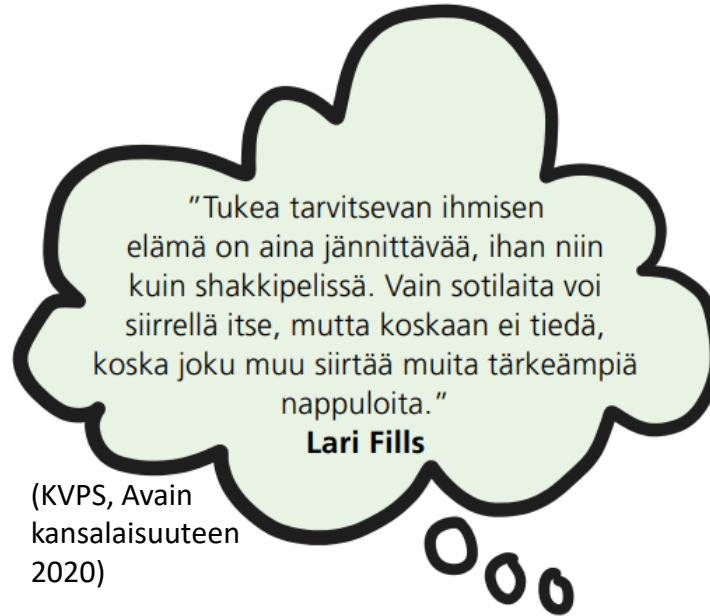 ”Tukea tarvitsevan ihmisen
elämä on aina jännittävää, ihan niin
kuin shakkipelissä. Vain sotilaita voi
siirrellä itse, mutta koskaan ei tiedä,
koska joku muu siirtää muita tärkeämpiä
nappuloita.”
Lari Fills
(KVPS, Avain
kansalaisuuteen
2020)